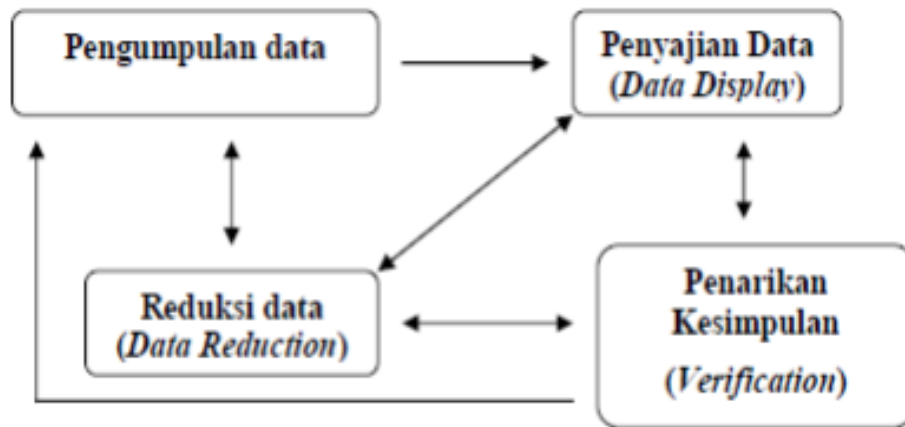 Pengumpulan data
Penyajian Data
(Data Display)
Reduksi data
(Data Reduction)
Penarikan
Kesimpulan
(Verification)